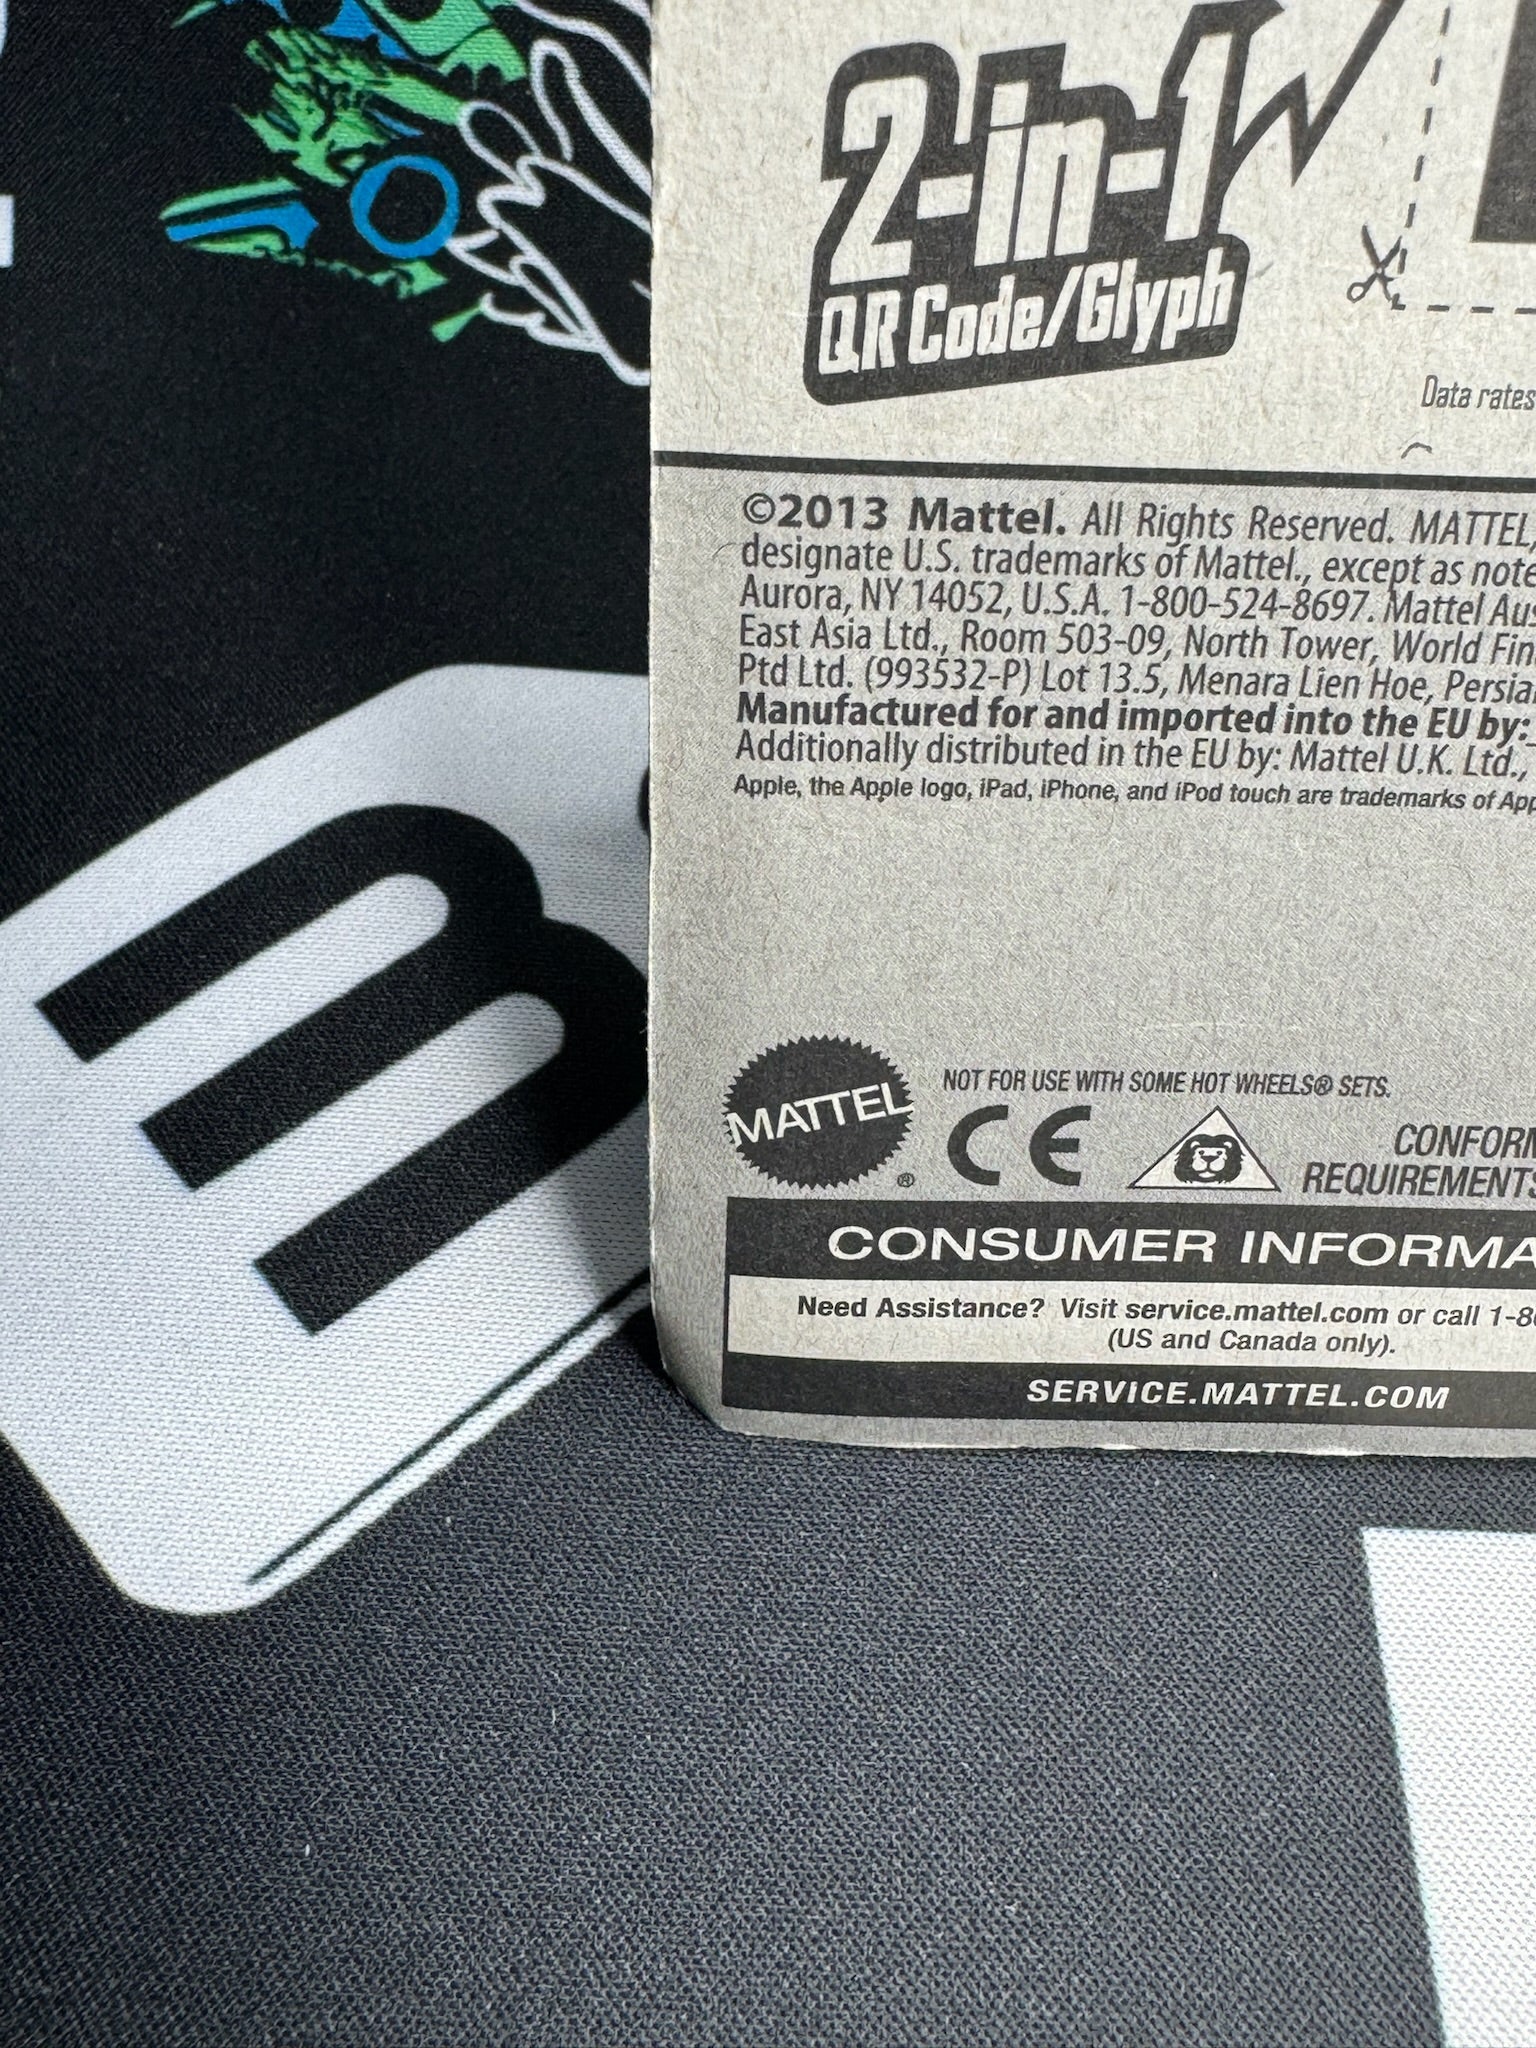 2-in-1
QR Code/Glyph
Data rates
©2013 Mattel. All Rights Reserved. MATTEL,
designate U.S. trademarks of Mattel., except as note
Aurora, NY 14052, U.S.A. 1-800-524-8697. Mattel Aus
East Asia Ltd., Room 503-09, North Tower, World Fin
Ptd Ltd. (993532-P) Lot 13.5, Menara Lien Hoe, Persia
Manufactured for and imported into the EU by:
Additionally distributed in the EU by: Mattel U.K. Ltd.,
Apple, the Apple logo, iPad, iPhone, and iPod touch are trademarks of App
MATTEL
®
NOT FOR USE WITH SOME HOT WHEELS® SETS.
CE
CONFORM
REQUIREMENTS
CONSUMER INFORMA
Need Assistance? Visit service.mattel.com or call 1-80
(US and Canada only).
SERVICE.MATTEL.COM